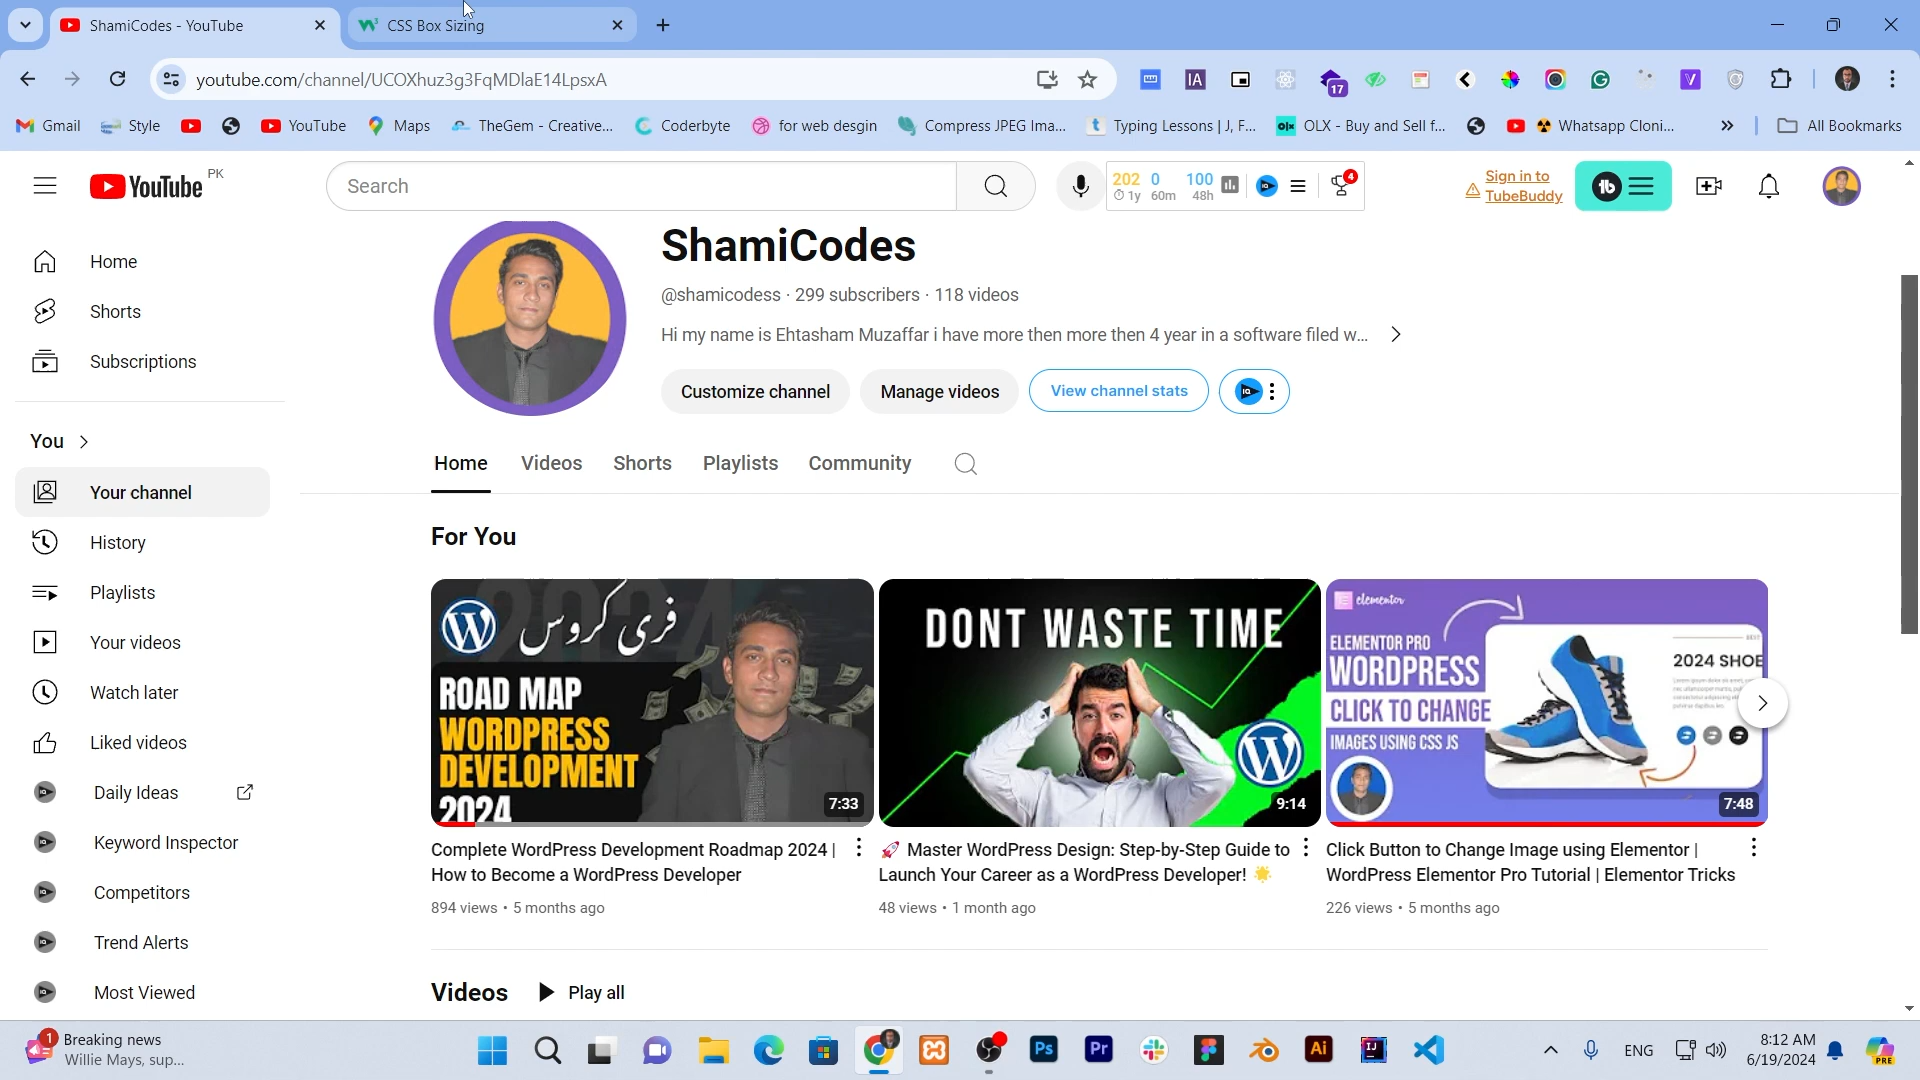 ShamiCodes - YouTube
CSS Box Sizing
youtube.com/channel/UCOXhuz3g3FqMDlaE14LpsxA
IA
17
V
Gmail
Style
YouTube
Maps
TheGem - Creative...
Coderbyte
for web desgin
Compress JPEG Ima...
Typing Lessons | J, F...
OLX - Buy and Sell f...
Whatsapp Cloni...
All Bookmarks
YouTube PK
Search
202 0 100
1y 60m 48h
4
Sign in to
TubeBuddy
Home
Shorts
Subscriptions
You
Your channel
History
Playlists
Your videos
Watch later
Liked videos
Daily Ideas
Keyword Inspector
Competitors
Trend Alerts
Most Viewed
ShamiCodes
@shamicodess · 299 subscribers · 118 videos
Hi my name is Ehtasham Muzaffar i have more then more then 4 year in a software filed w...
Customize channel
Manage videos
View channel stats
Home
Videos
Shorts
Playlists
Community
For You
فری کروس
ROAD MAP
WORDPRESS
DEVELOPMENT
2024
7:33
DONT WASTE TIME
9:14
elementor
ELEMENTOR PRO
WORDPRESS
CLICK TO CHANGE
IMAGES USING CSS JS
BEST
2024 SHOE
7:48
Complete WordPress Development Roadmap 2024 |
How to Become a WordPress Developer
894 views • 5 months ago
🚀 Master WordPress Design: Step-by-Step Guide to
Launch Your Career as a WordPress Developer! 🌟
48 views • 1 month ago
Click Button to Change Image using Elementor |
WordPress Elementor Pro Tutorial | Elementor Tricks
226 views • 5 months ago
Videos
Play all
1
Breaking news
Willie Mays, sup...
Ps
Pr
Ai
IJ
ENG
8:12 AM
6/19/2024
PRE